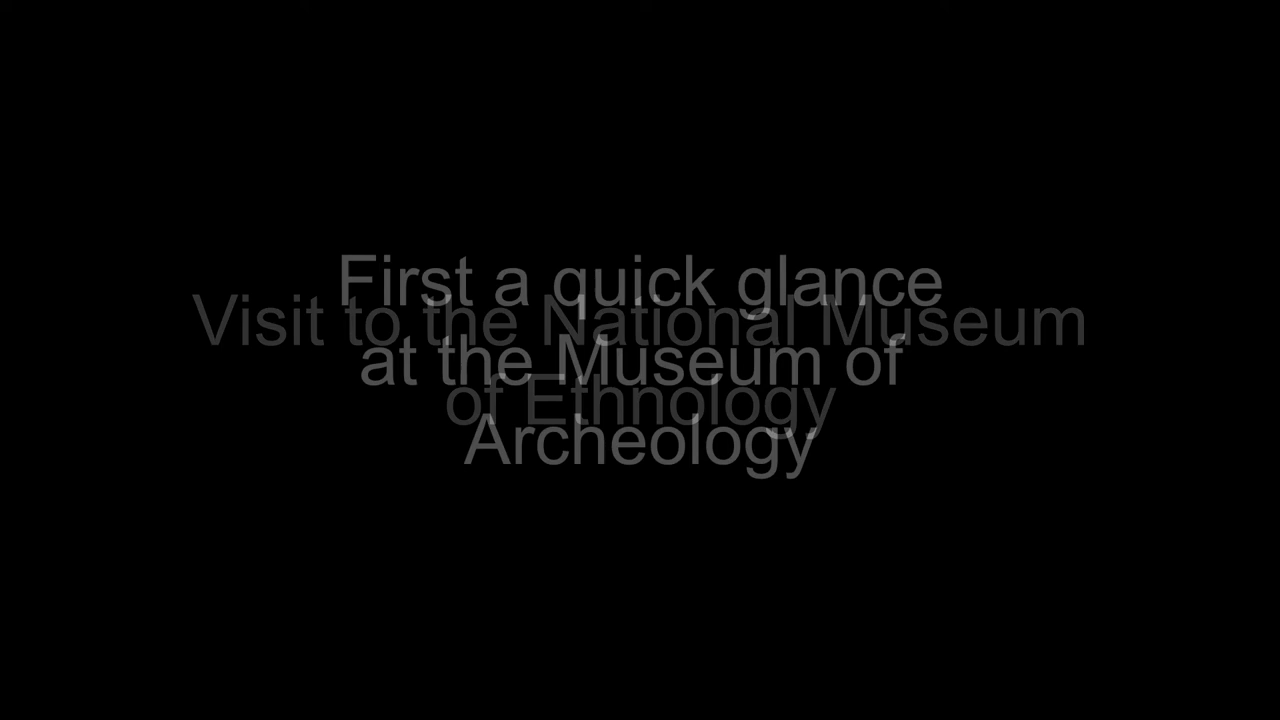 First a quick glance
at the Museum of
Archeology
Visit to the National Museum
of Ethnology